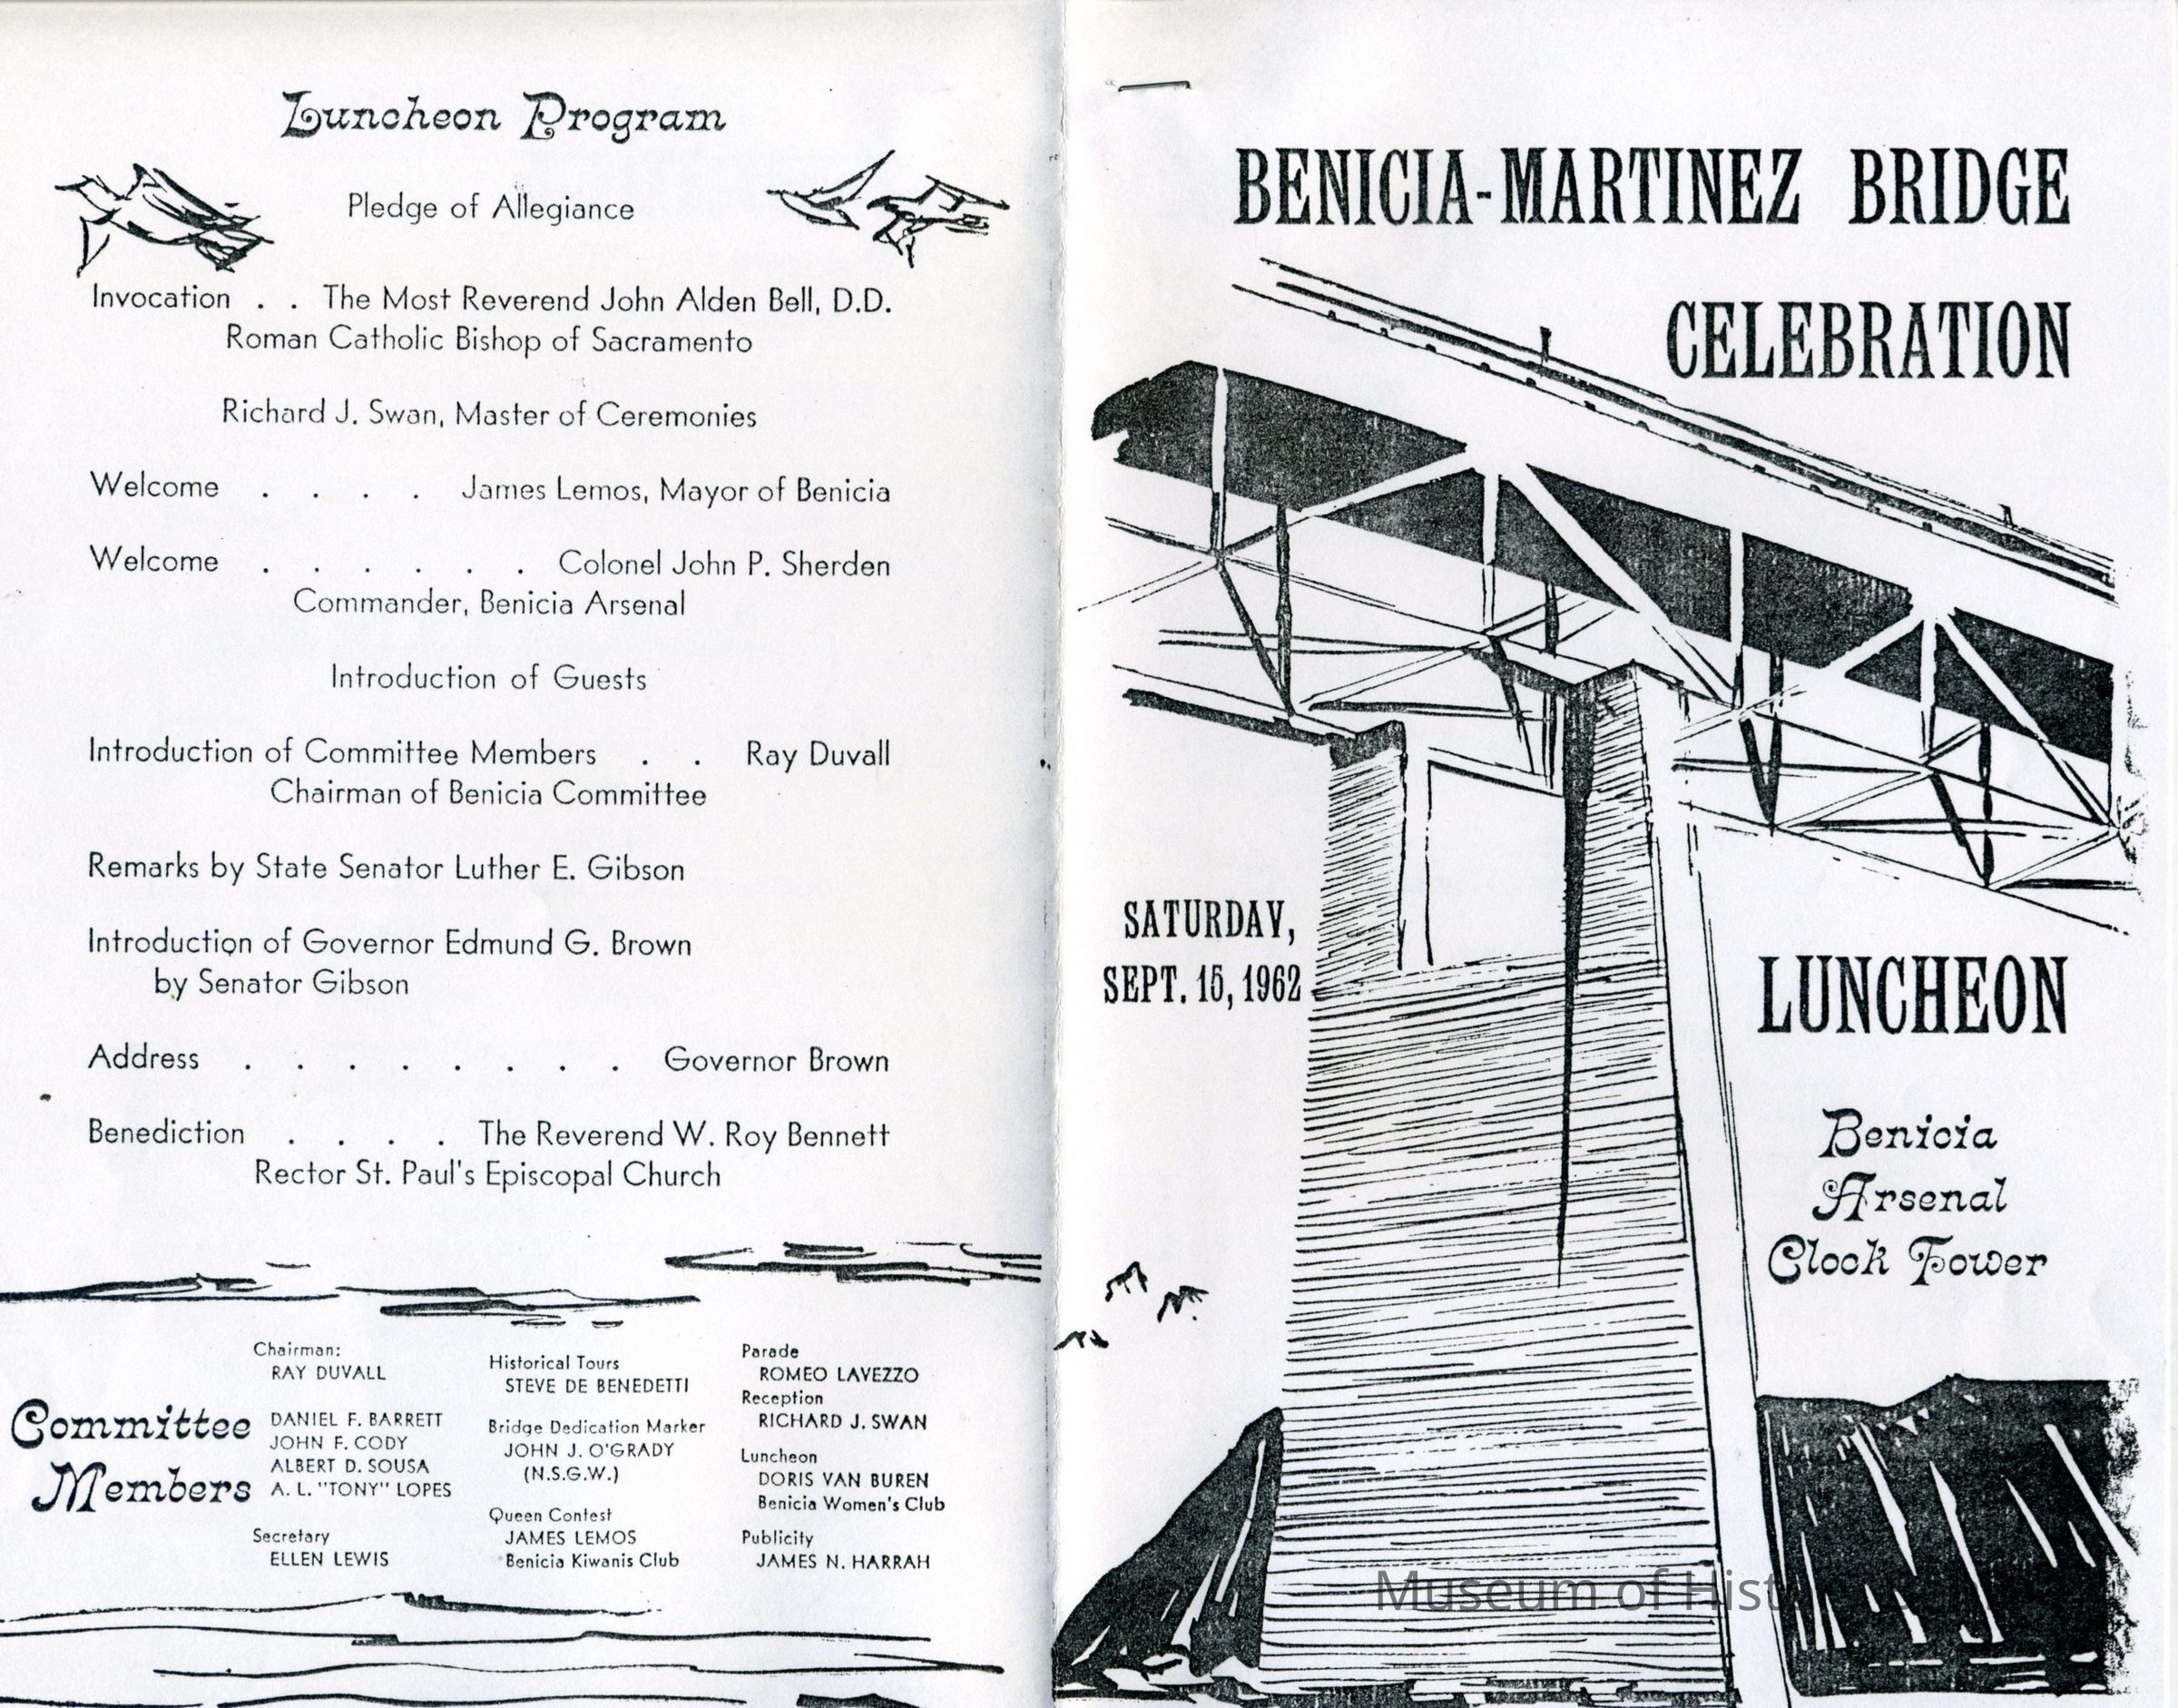 Luncheon Program
Pledge of Allegiance
Invocation . . The Most Reverend John Alden Bell, D.D.
Roman Catholic Bishop of Sacramento
Richard J. Swan, Master of Ceremonies
Welcome . . . . James Lemos, Mayor of Benicia
Welcome . . . . . . Colonel John P. Sherden
Commander, Benicia Arsenal
Introduction of Guests
Introduction of Committee Members . . Ray Duvall
Chairman of Benicia Committee
Remarks by State Senator Luther E. Gibson
Introduction of Governor Edmund G. Brown
by Senator Gibson
Address . . . . . . . . Governor Brown
Benediction . . . . The Reverend W. Roy Bennett
Rector St. Paul's Episcopal Church
Committee
Members
Chairman:
RAY DUVALL
DANIEL F. BARRETT
JOHN F. CODY
ALBERT D. SOUSA
A. L. "TONY" LOPES
Secretary
ELLEN LEWIS
Historical Tours
STEVE DE BENEDETTI
Bridge Dedication Marker
JOHN J. O'GRADY
(N.S.G.W.)
Queen Contest
JAMES LEMOS
Benicia Kiwanis Club
Parade
ROMEO LAVEZZO
Reception
RICHARD J. SWAN
Luncheon
DORIS VAN BUREN
Benicia Women's Club
Publicity
JAMES N. HARRAH
BENICIA-MARTINEZ BRIDGE
CELEBRATION
SATURDAY,
SEPT. 15, 1962
LUNCHEON
Benicia
Arsenal
Clock Tower
Museum of